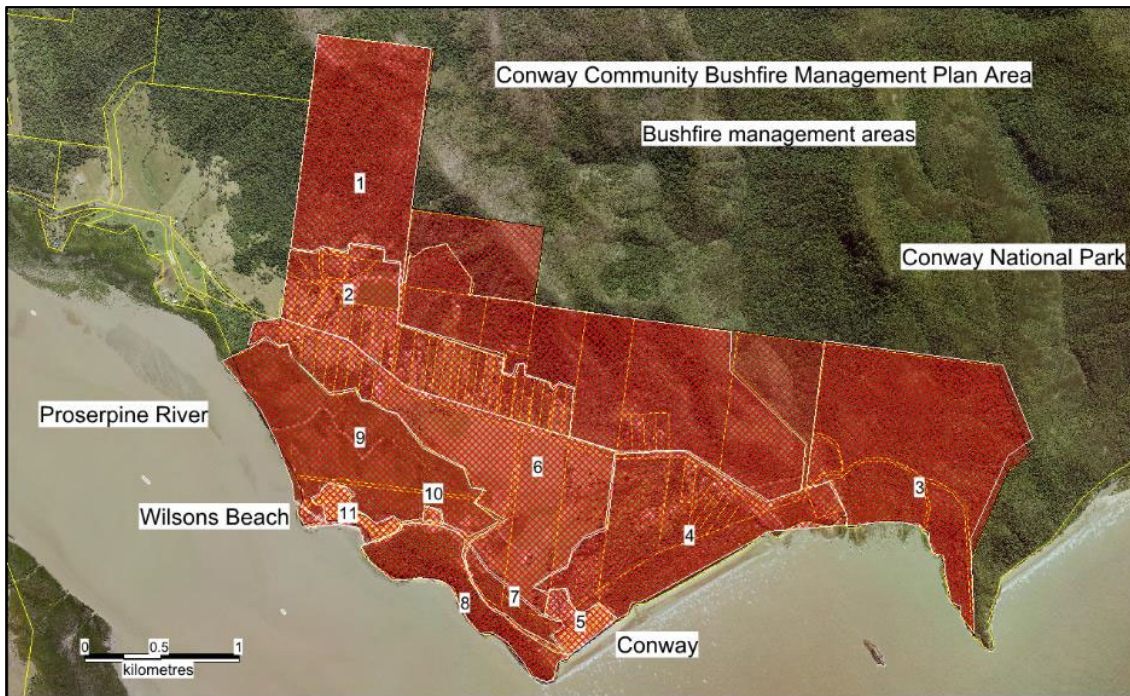 Conway Community Bushfire Management Plan Area
Bushfire management areas
1
Conway National Park
2
Proserpine River
9
6
3
10
Wilsons Beach
11
4
7
8
5
Conway
0
0.5
1
kilometres